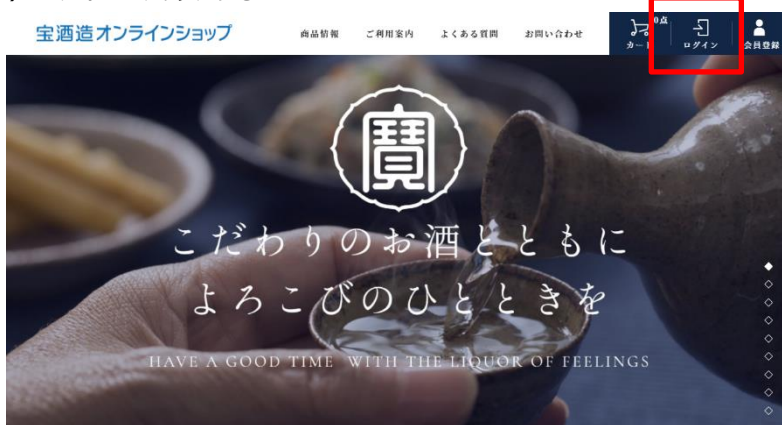 宝酒造オンラインショップ
商品情報 ご利用案内 よくある質問 お問い合わせ
0点
カート ログイン 会員登録
寶
こだわりのお酒とともに
よろこびのひとときを
HAVE A GOOD TIME WITH THE LIQUOR OF FEELINGS